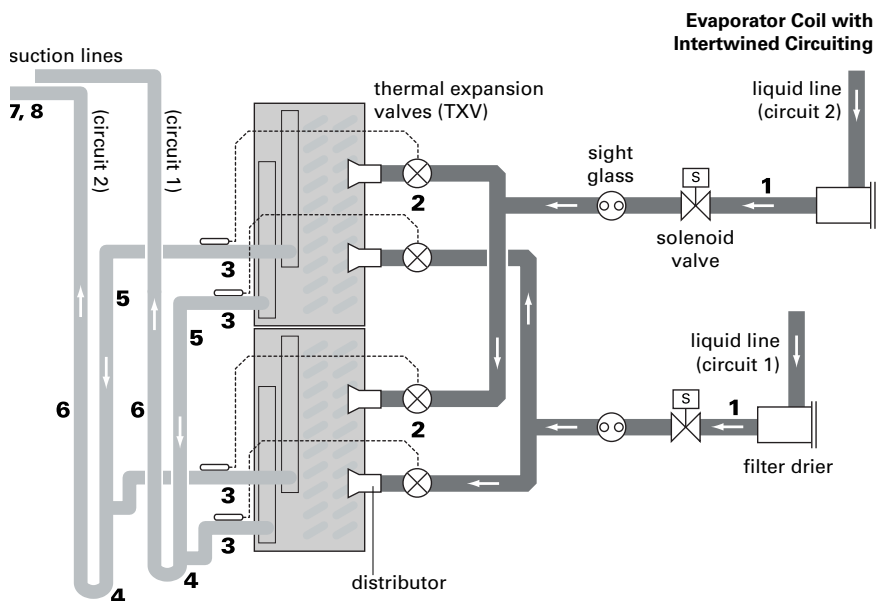 Evaporator Coil with
Intertwined Circuiting
suction lines
7, 8
(circuit 2)
(circuit 1)
thermal expansion
valves (TXV)
liquid line
(circuit 2)
sight
glass
S
1
2
solenoid
valve
3
5
3
5
liquid line
(circuit 1)
6
6
S
1
2
filter drier
3
3
4
4
distributor